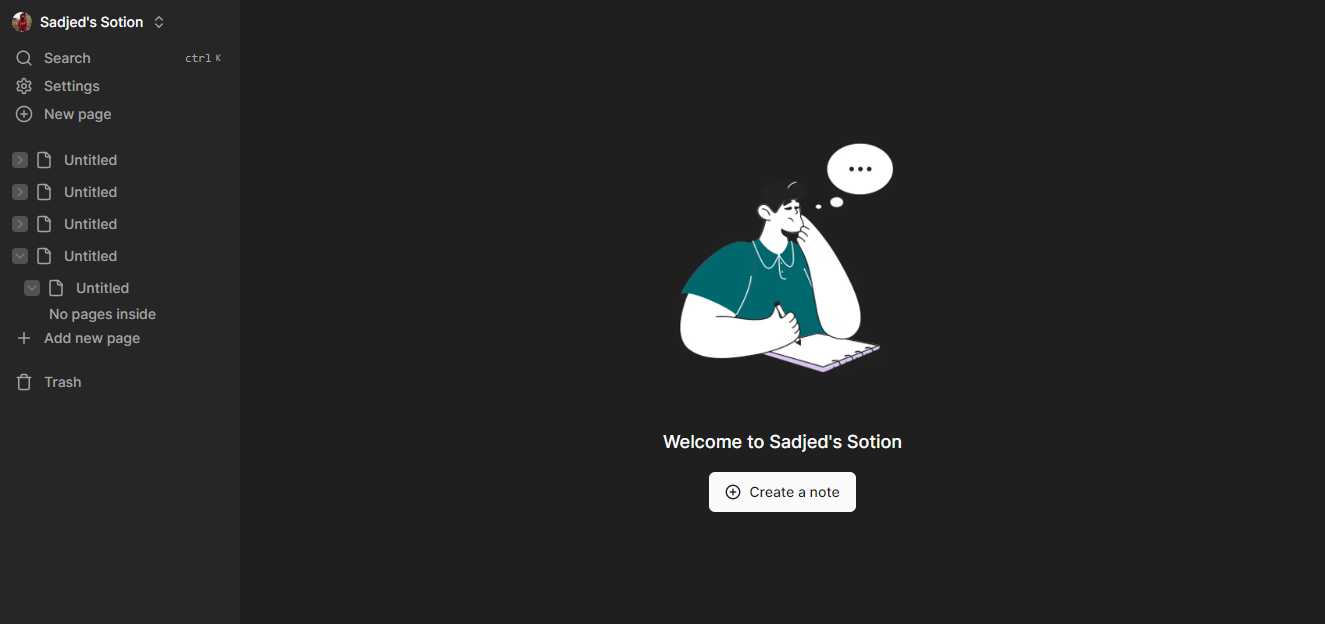 Sadjed's Sotion
Search ctrl K
Settings
New page
Untitled
Untitled
Untitled
Untitled
Untitled
No pages inside
Add new page
Trash
Welcome to Sadjed's Sotion
Create a note